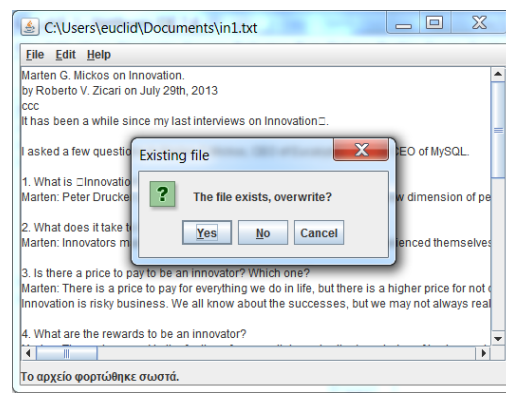 C:\Users\euclid\Documents\in1.txt
File Edit Help
Marten G. Mickos on Innovation.
by Roberto V. Zicari on July 29th, 2013
ccc
It has been a while since my last interviews on Innovation□.
I asked a few questio CEO of MySQL.
Existing file
1. What is □Innovatio
Marten: Peter Drucke w dimension of pe
The file exists, overwrite?
Yes No Cancel
2. What does it take t
Marten: Innovators m ienced themselves
3. Is there a price to pay to be an innovator? Which one?
Marten: There is a price to pay for everything we do in life, but there is a higher price for not
Innovation is risky business. We all know about the successes, but we may not always real
4. What are the rewards to be an innovator?
Το αρχείο φορτώθηκε σωστά.